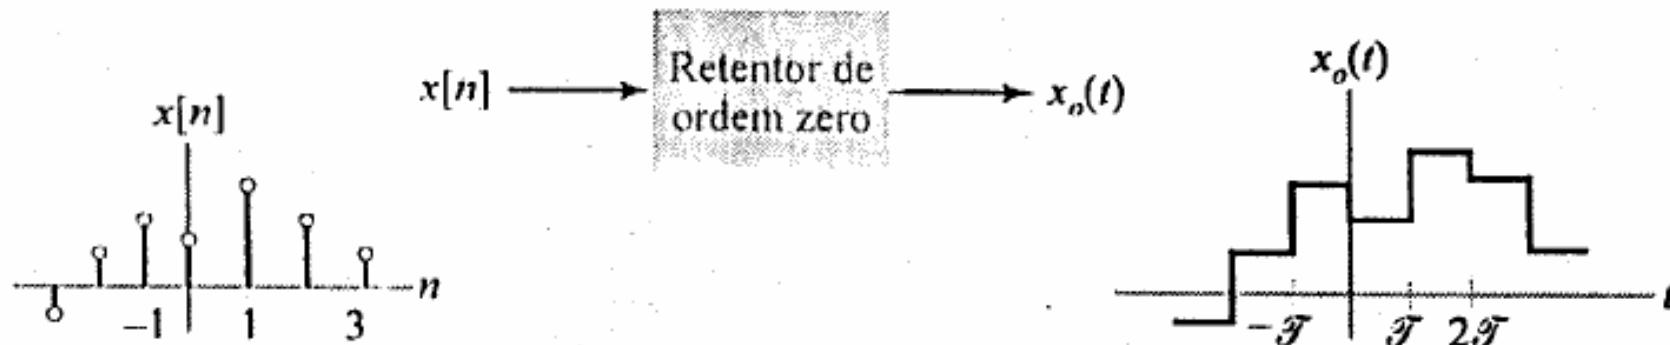 x[n]
-1
1
3
n
x[n]
Retentor de
ordem zero
x_o(t)
x_o(t)
-𝒯
𝒯
2𝒯
t